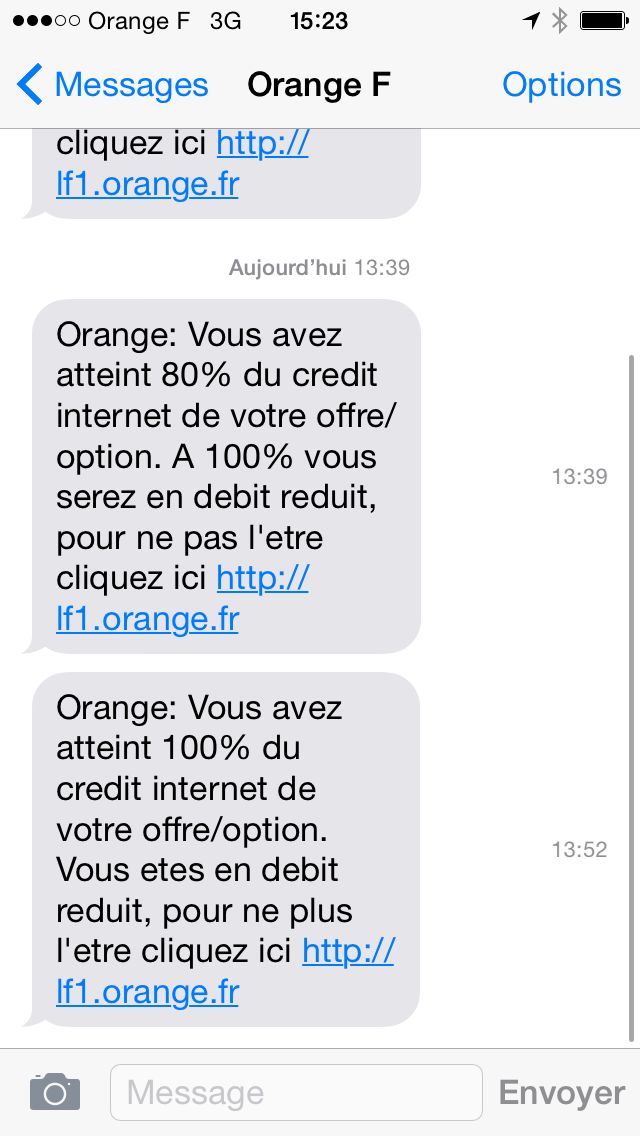 Orange F 3G 15:23
Messages Orange F Options
cliquez ici http://
lf1.orange.fr
Aujourd'hui 13:39
Orange: Vous avez
atteint 80% du credit
internet de votre offre/
option. A 100% vous
serez en debit reduit,
pour ne pas l'etre
cliquez ici http://
lf1.orange.fr
13:39
Orange: Vous avez
atteint 100% du
credit internet de
votre offre/option.
Vous etes en debit
reduit, pour ne plus
l'etre cliquez ici http://
lf1.orange.fr
13:52
Message Envoyer